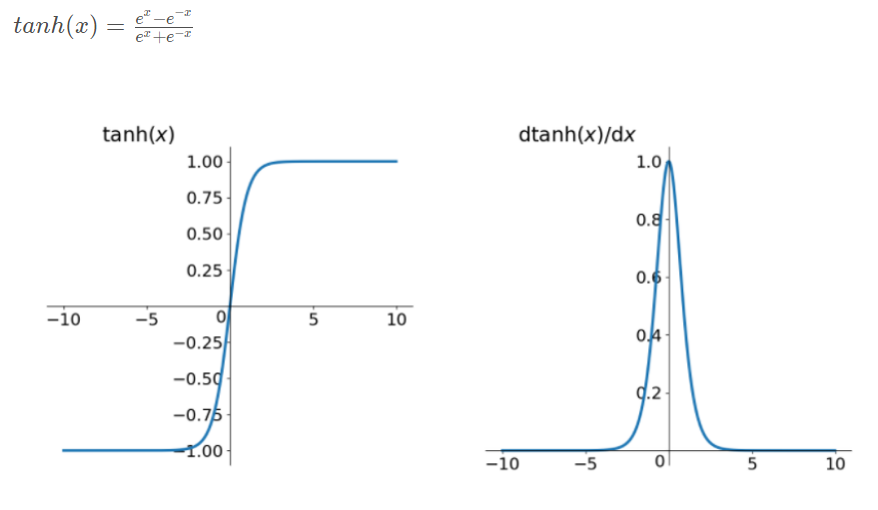 tanh(x) = \frac{e^x - e^{-x}}{e^x + e^{-x}}
tanh(x)
1.00
0.75
0.50
0.25
−10 −5 0 5 10
−0.25
−0.50
−0.75
−1.00
dtanh(x)/dx
1.0
0.8
0.6
0.4
0.2
−10 −5 0 5 10